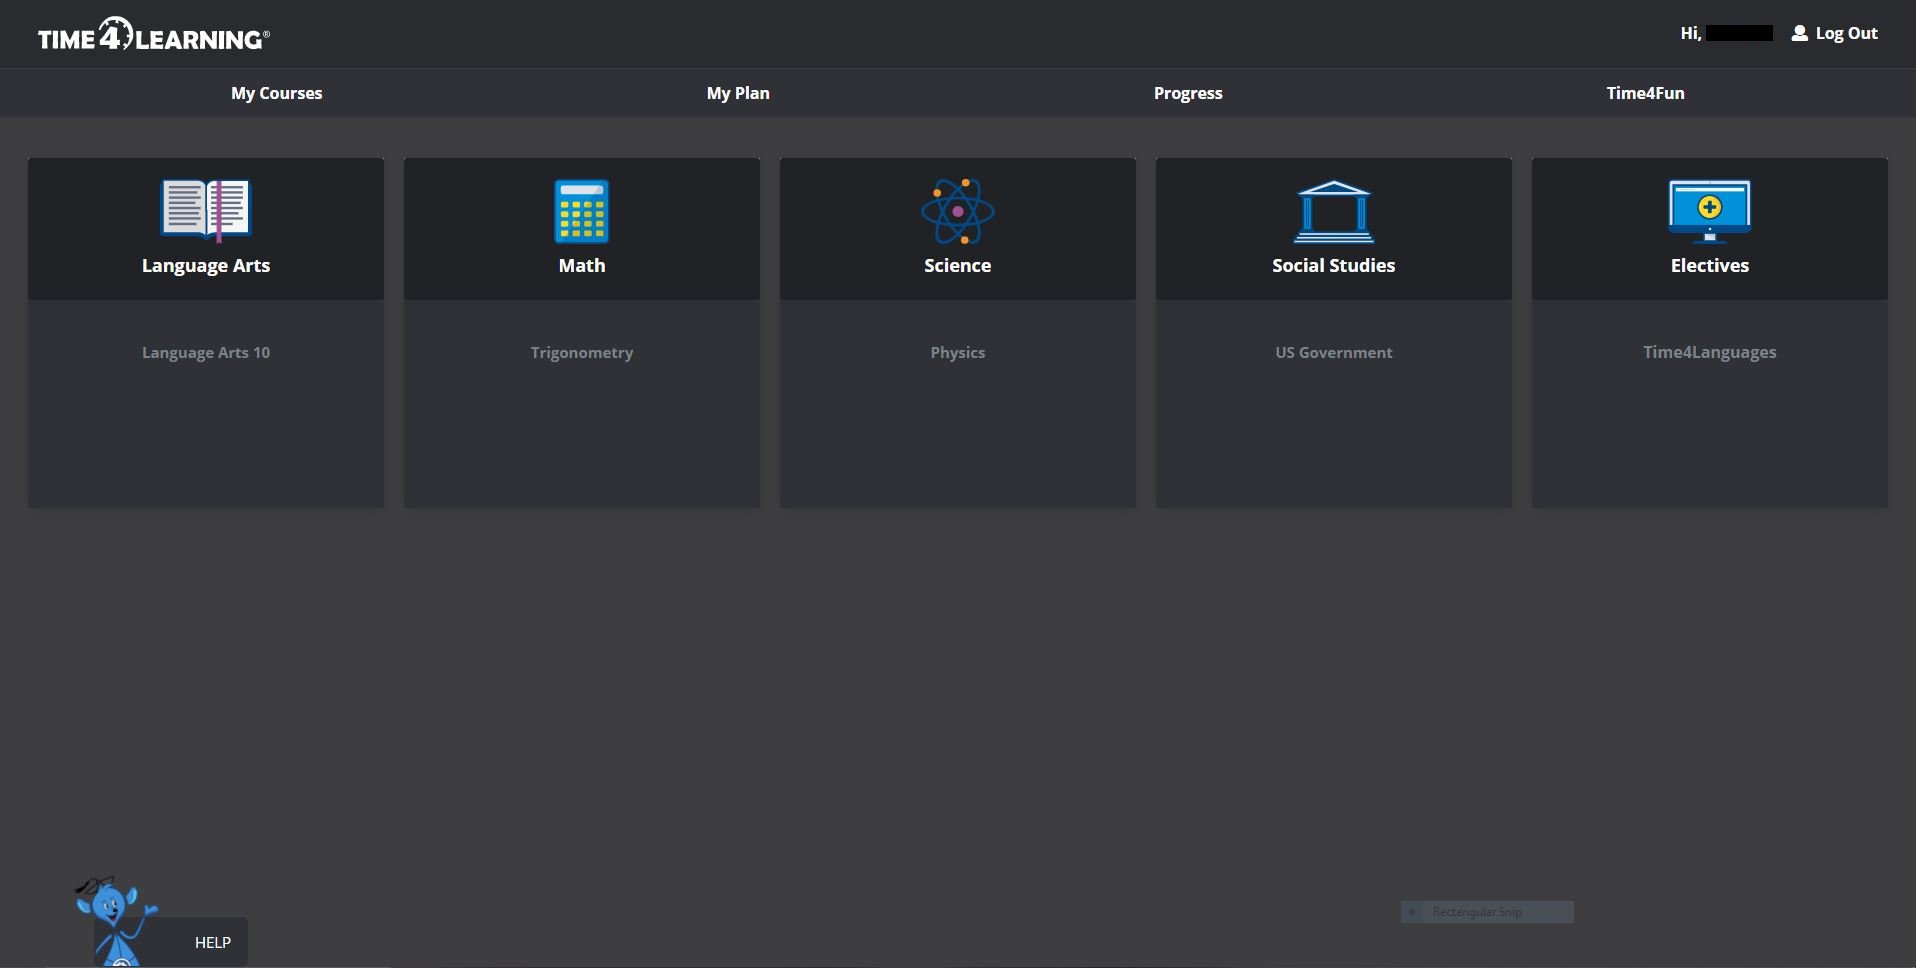 TIME4LEARNING®
Hi,
Log Out
My Courses
My Plan
Progress
Time4Fun
Language Arts
Math
Science
Social Studies
Electives
Language Arts 10
Trigonometry
Physics
US Government
Time4Languages
Rectangular Snip
HELP